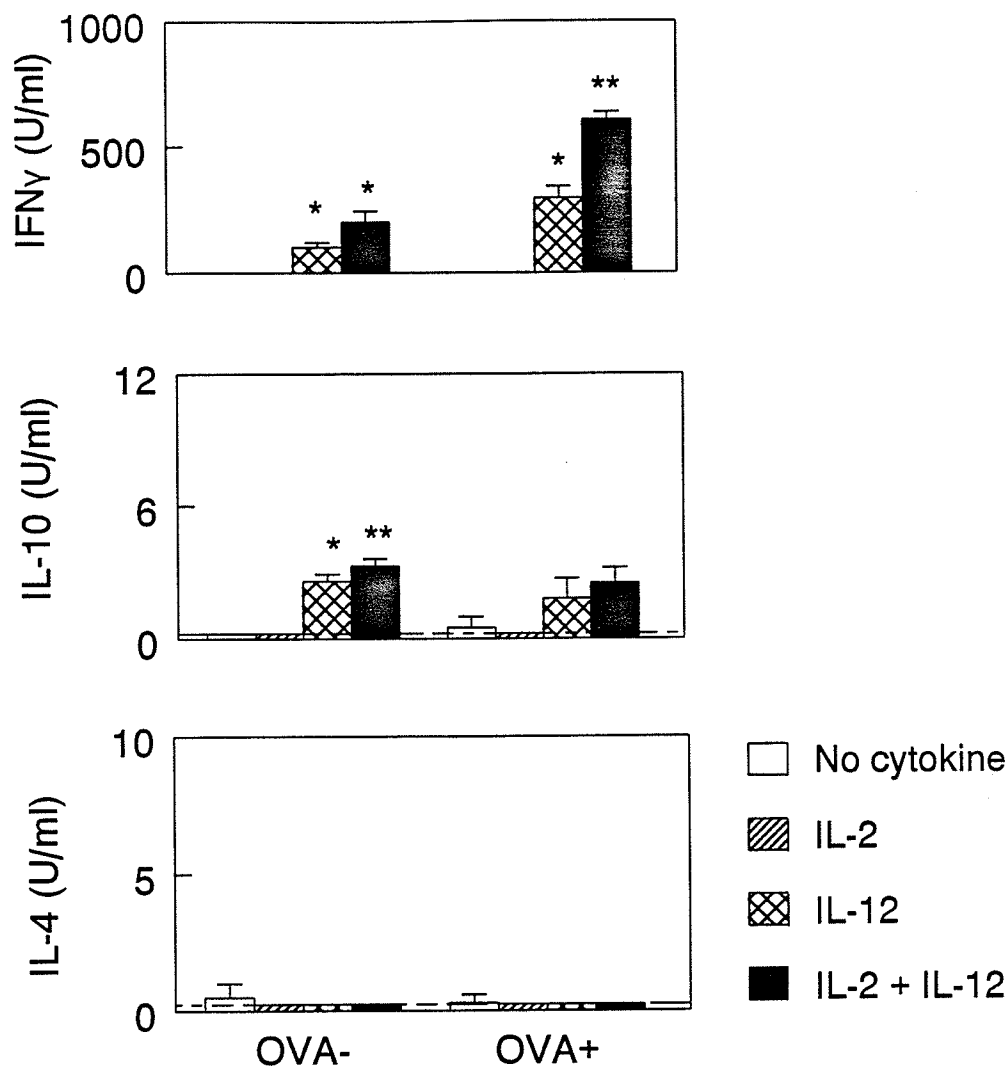 1000
500
0
IFNγ (U/ml)
*
*
*
**
12
6
0
IL-10 (U/ml)
*
**
10
5
0
IL-4 (U/ml)
OVA-
OVA+
No cytokine
IL-2
IL-12
IL-2 + IL-12